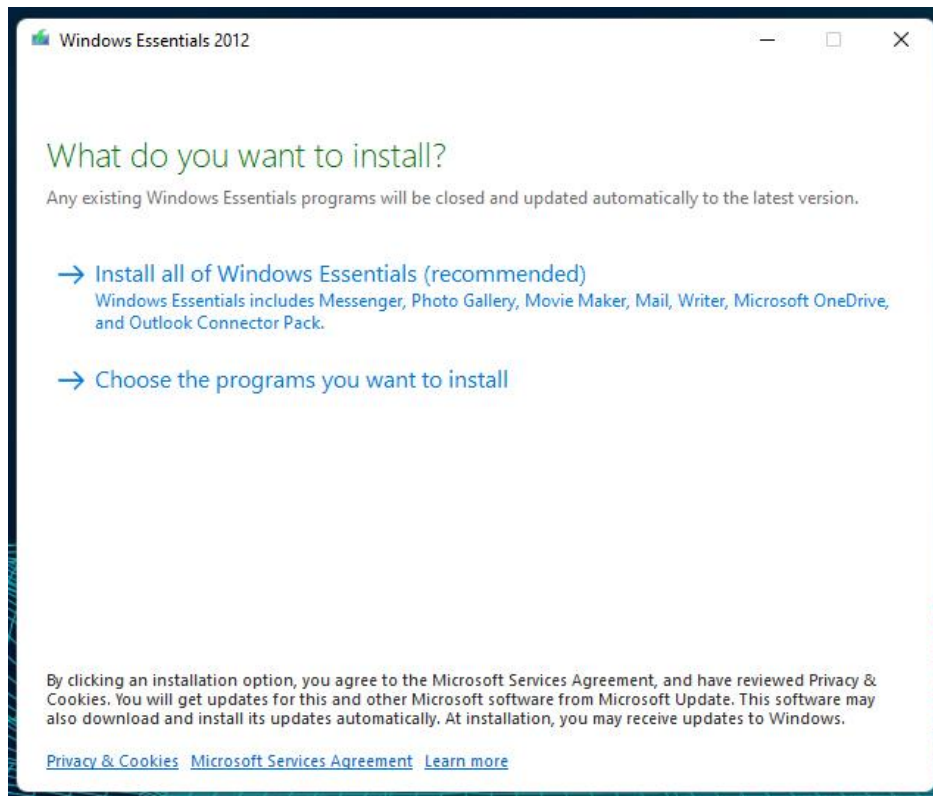 Windows Essentials 2012
What do you want to install?
Any existing Windows Essentials programs will be closed and updated automatically to the latest version.
Install all of Windows Essentials (recommended)
Windows Essentials includes Messenger, Photo Gallery, Movie Maker, Mail, Writer, Microsoft OneDrive,
and Outlook Connector Pack.
Choose the programs you want to install
By clicking an installation option, you agree to the Microsoft Services Agreement, and have reviewed Privacy &
Cookies. You will get updates for this and other Microsoft software from Microsoft Update. This software may
also download and install its updates automatically. At installation, you may receive updates to Windows.
Privacy & Cookies Microsoft Services Agreement Learn more